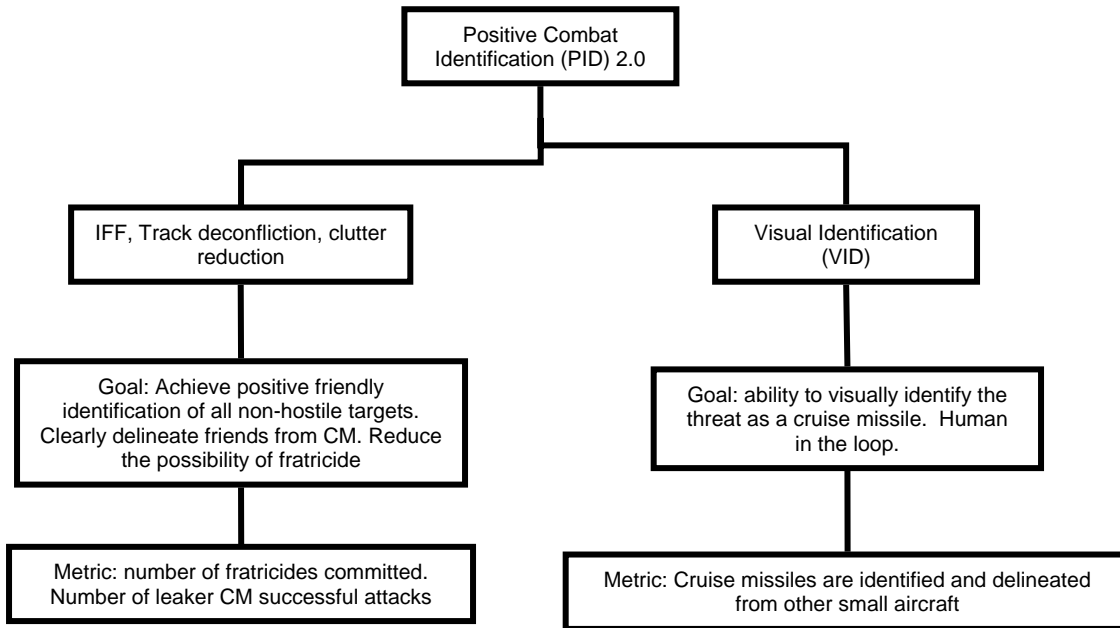 Positive Combat
Identification (PID) 2.0
IFF, Track deconfliction, clutter
reduction
Visual Identification
(VID)
Goal: Achieve positive friendly
identification of all non-hostile targets.
Clearly delineate friends from CM. Reduce
the possibility of fratricide
Goal: ability to visually identify the
threat as a cruise missile.  Human
in the loop.
Metric: number of fratricides committed.
Number of leaker CM successful attacks
Metric: Cruise missiles are identified and delineated
from other small aircraft